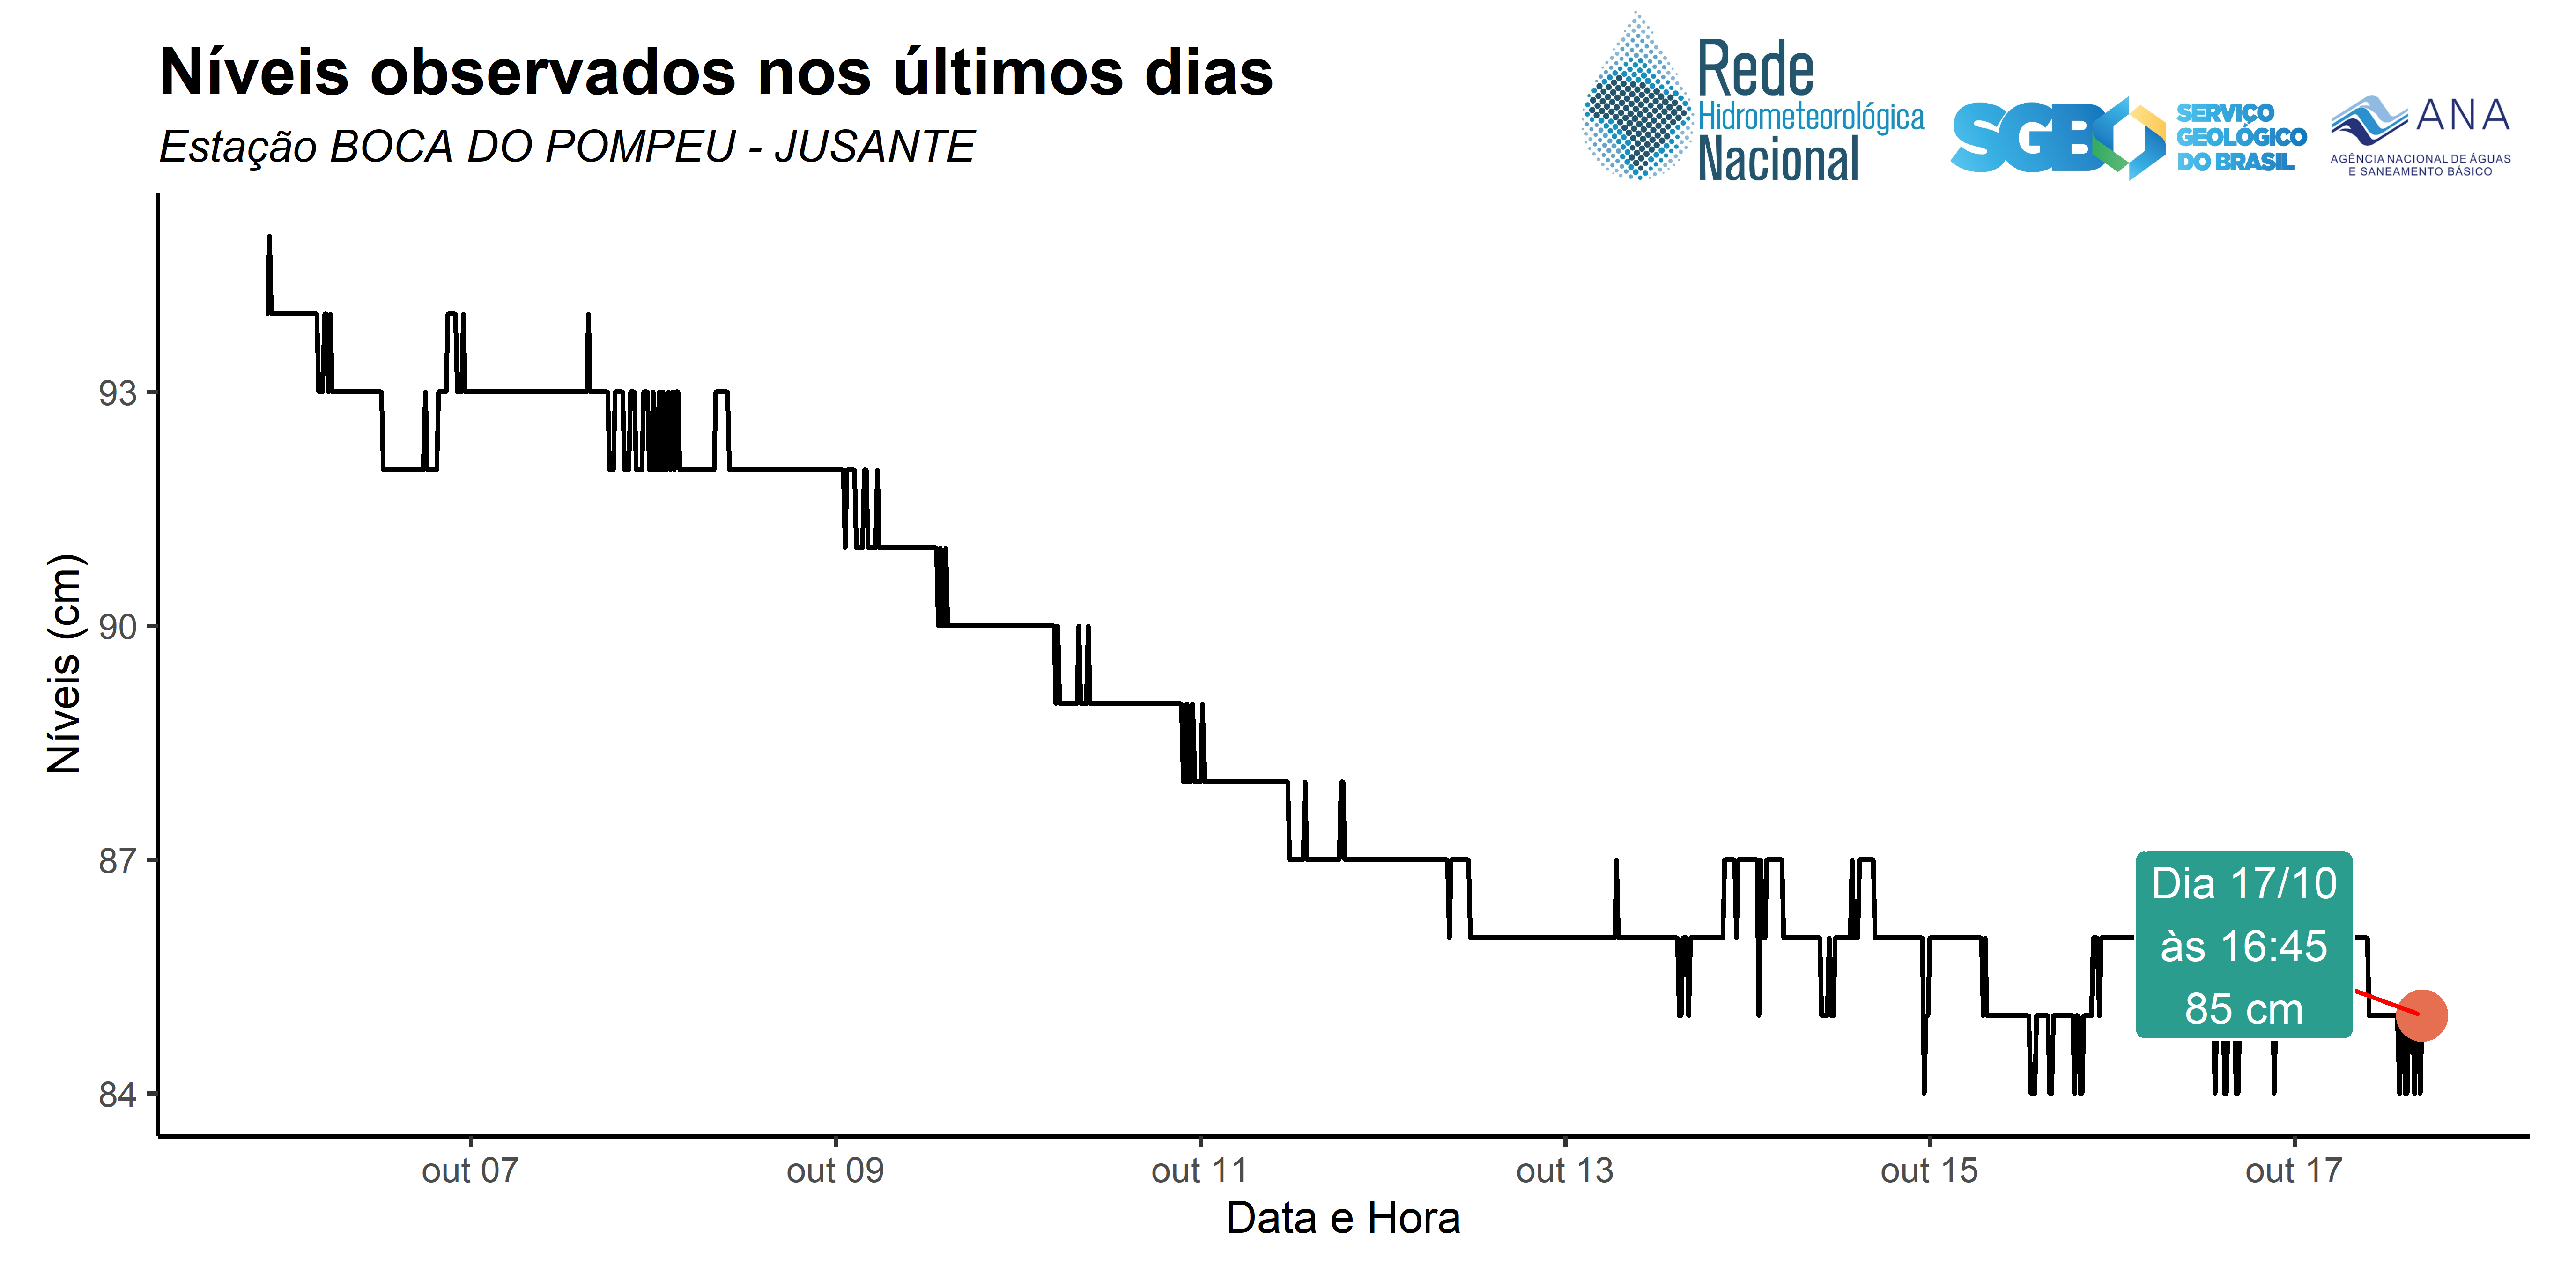 Níveis observados nos últimos dias
Estação BOCA DO POMPEU - JUSANTE
Rede
Hidrometeorológica
Nacional
SGB
SERVIÇO
GEOLÓGICO
DO BRASIL
ANA
AGÊNCIA NACIONAL DE ÁGUAS
E SANEAMENTO BÁSICO
Níveis (cm)
93
90
87
84
Dia 17/10
às 16:45
85 cm
out 07
out 09
out 11
out 13
out 15
out 17
Data e Hora